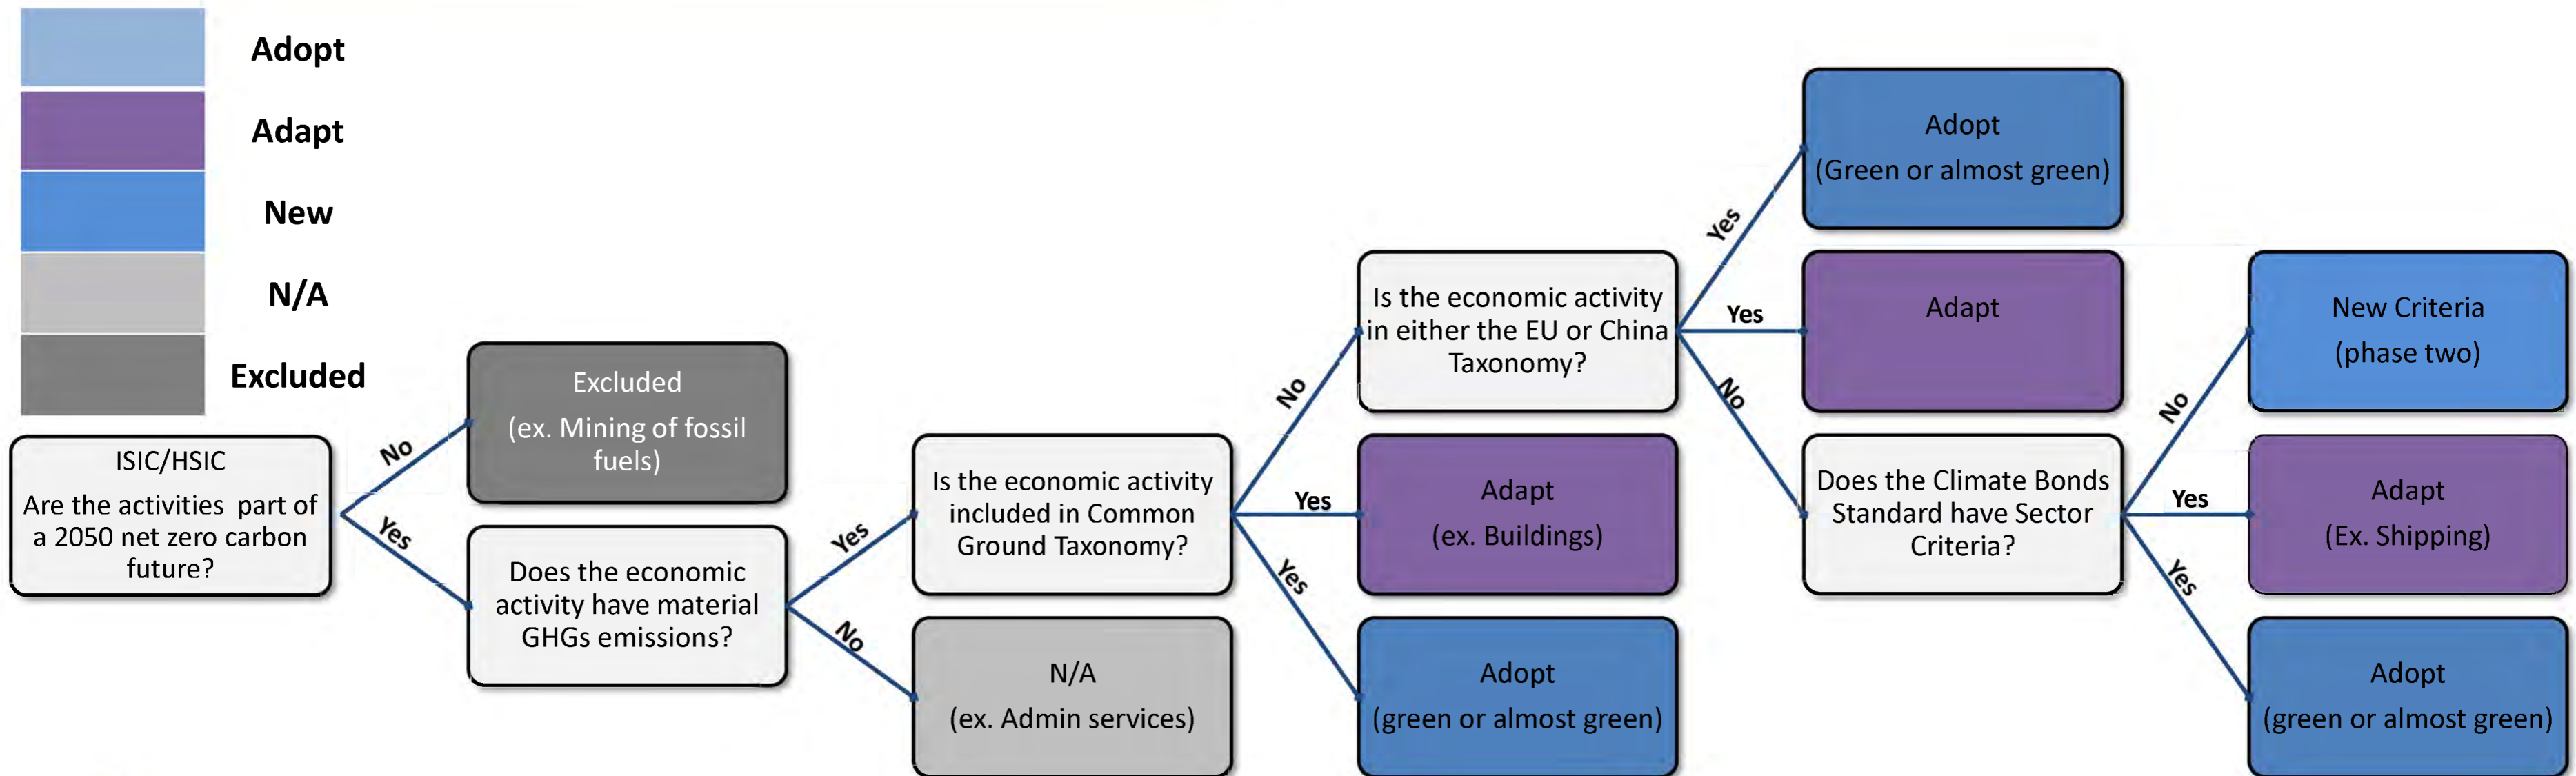 Adopt
Adapt
New
N/A
Excluded
ISIC/HSIC
Are the activities part of
a 2050 net zero carbon
future?
No
Yes
Excluded
(ex. Mining of fossil
fuels)
Does the economic
activity have material
GHGs emissions?
Yes
No
Is the economic activity
included in Common
Ground Taxonomy?
N/A
(ex. Admin services)
No
Yes
Yes
Is the economic activity
in either the EU or China
Taxonomy?
Adapt
(ex. Buildings)
Adopt
(green or almost green)
Yes
Yes
No
Adopt
(Green or almost green)
Adapt
Does the Climate Bonds
Standard have Sector
Criteria?
No
Yes
Yes
New Criteria
(phase two)
Adapt
(Ex. Shipping)
Adopt
(green or almost green)